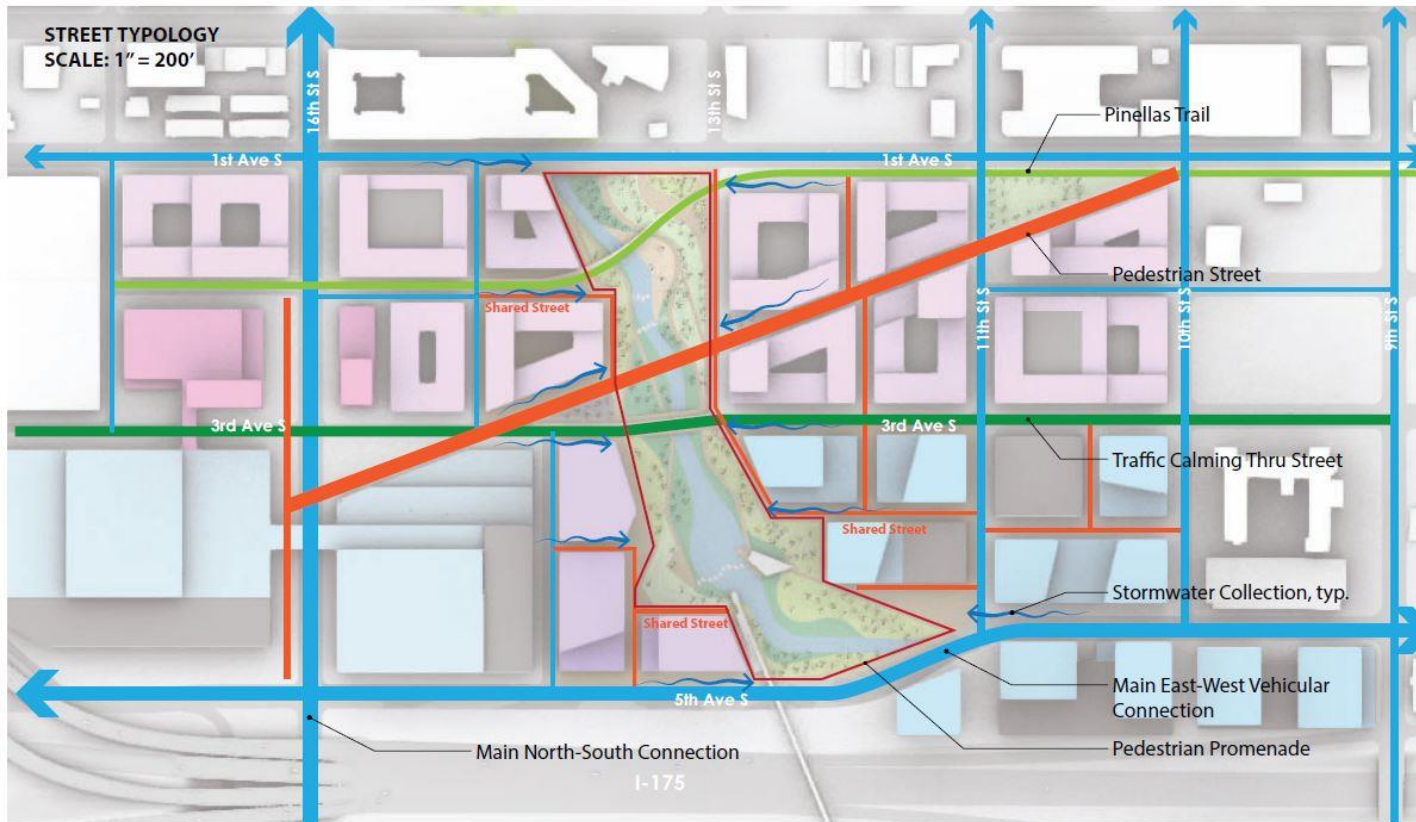 STREET TYPOLOGY
SCALE: 1” = 200’
16th St S
13th St S
Pinellas Trail
1st Ave S
1st Ave S
Pedestrian Street
Shared Street
11th St S
10th St S
9th St S
3rd Ave S
3rd Ave S
Traffic Calming Thru Street
Shared Street
Stormwater Collection, typ.
Shared Street
Main East-West Vehicular
Connection
5th Ave S
Pedestrian Promenade
Main North-South Connection
I-175